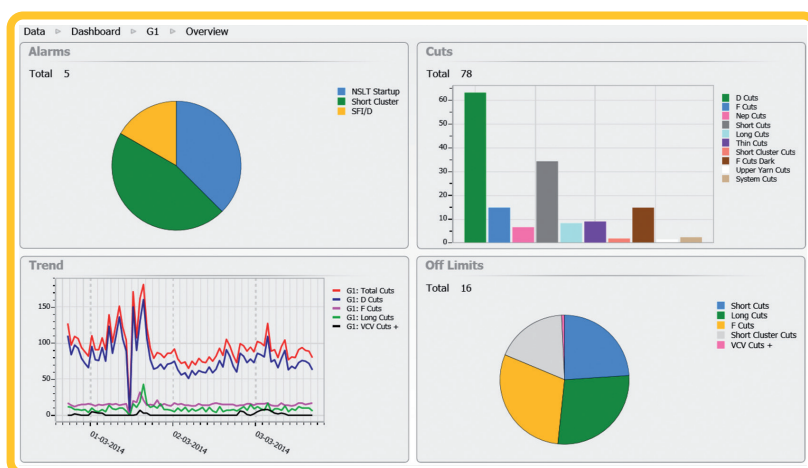 Data Dashboard G1 Overview
Alarms
Total 5
NSLT Startup
Short Cluster
SFI/D
Cuts
Total 78
60
50
40
30
20
10
0
D Cuts
F Cuts
Nep Cuts
Short Cuts
Long Cuts
Thin Cuts
Short Cluster Cuts
F Cuts Dark
Upper Yarn Cuts
System Cuts
Trend
150
100
50
0
01-03-2014
02-03-2014
03-03-2014
G1: Total Cuts
G1: D Cuts
G1: F Cuts
G1: Long Cuts
G1: VCV Cuts +
Off Limits
Total 16
Short Cuts
Long Cuts
F Cuts
Short Cluster Cuts
VCV Cuts +